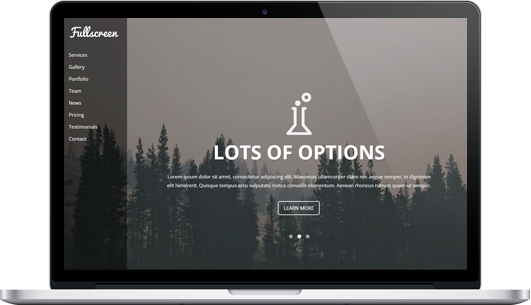 Fullscreen
Services
Gallery
Portfolio
Team
News
Pricing
Testimonials
Contact
LOTS OF OPTIONS
Lorem ipsum dolor sit amet, consectetur adipiscing elit. Maecenas ullamcorper diam nec augue semper, in dignissim
elit hendrerit. Quisque tempus arcu vulputate metus convallis elementum. Aenean rhoncus rutrum quam ut semper.
LEARN MORE